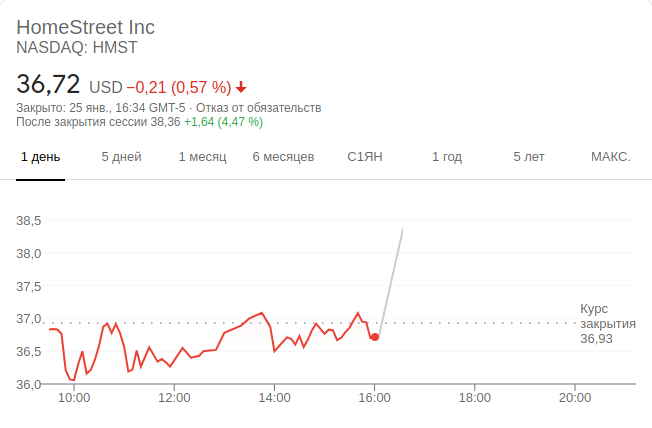 HomeStreet Inc
NASDAQ: HMST
36,72 USD −0,21 (0,57 %)
Закрыто: 25 янв., 16:34 GMT-5 · Отказ от обязательств
После закрытия сессии 38,36 +1,64 (4,47 %)
1 день 5 дней 1 месяц 6 месяцев С1ЯН 1 год 5 лет МАКС.
38,5
38,0
37,5
37,0
36,5
36,0
Курс
закрытия
36,93
10:00 12:00 14:00 16:00 18:00 20:00